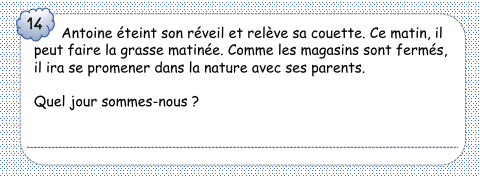 14
Antoine éteint son réveil et relève sa couette. Ce matin, il
peut faire la grasse matinée. Comme les magasins sont fermés,
il ira se promener dans la nature avec ses parents.
Quel jour sommes-nous ?